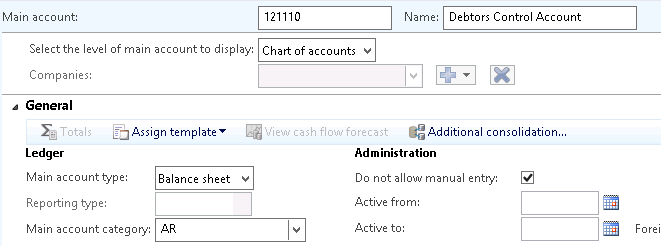 Main account: 121110 Name: Debtors Control Account
Select the level of main account to display: Chart of accounts
Companies:
General
Totals Assign template View cash flow forecast Additional consolidation...
Ledger Administration
Main account type: Balance sheet Do not allow manual entry:
Reporting type: Active from:
Main account category: AR Active to: Forei